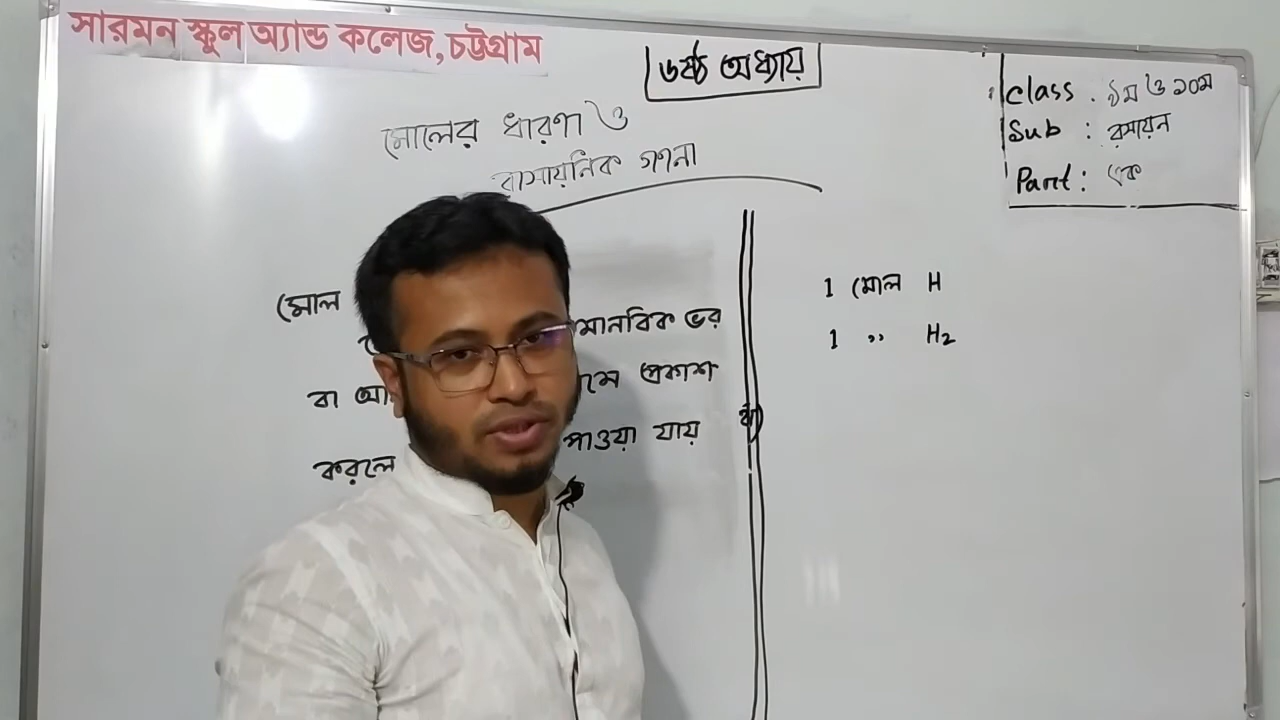 সারমন স্কুল অ্যান্ড কলেজ, চট্টগ্রাম
৬ষ্ঠ অধ্যায়
Class . ৯ম ও ১০ম
Sub : রসায়ন
Part : এক
মোলের ধারণা ও
রাসায়নিক গণনা
মোল
মানবিক ভর
বা আ
মে প্রকাশ
করলে
পাওয়া যায়
1 মোল H
1 " H₂